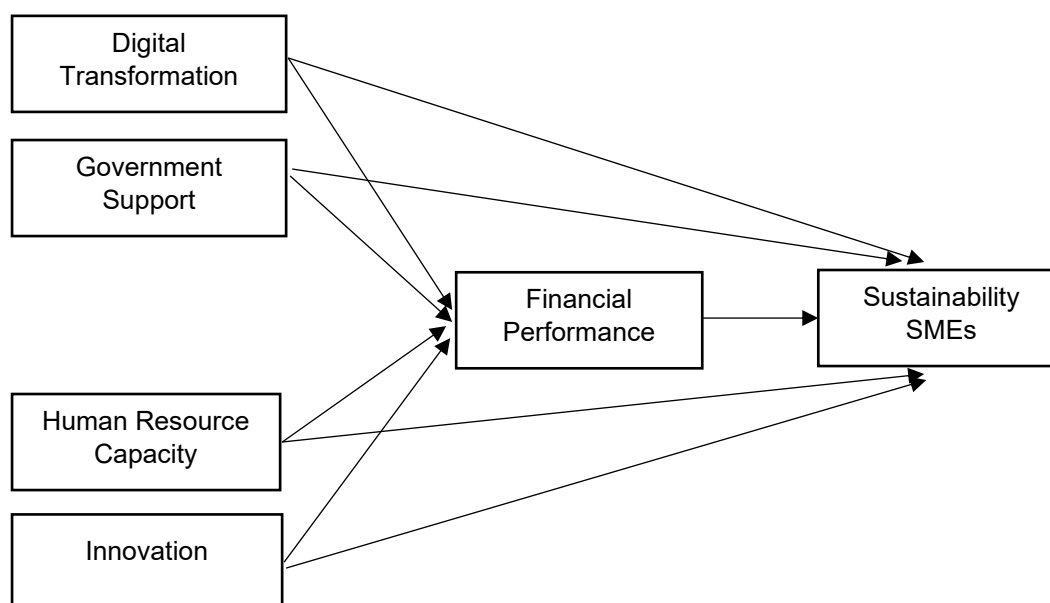 Digital
Transformation
Government
Support
Financial
Performance
Sustainability
SMEs
Human Resource
Capacity
Innovation